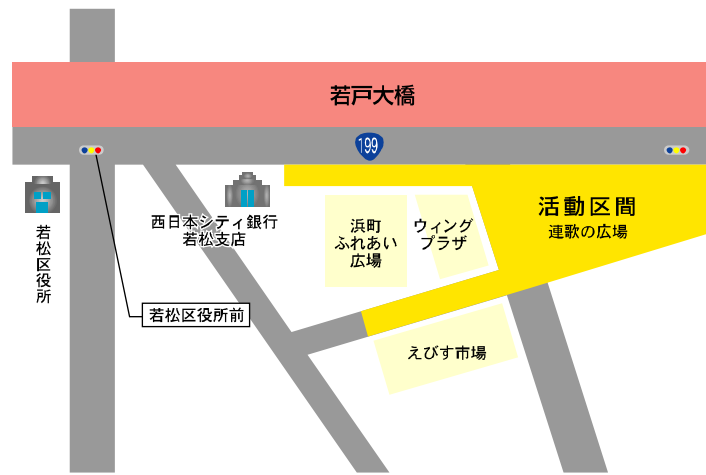 若戸大橋
199
活動区間
連歌の広場
西日本シティ銀行
若松支店
浜町
ふれあい
広場
ウィング
プラザ
若松区役所
若松区役所前
えびす市場